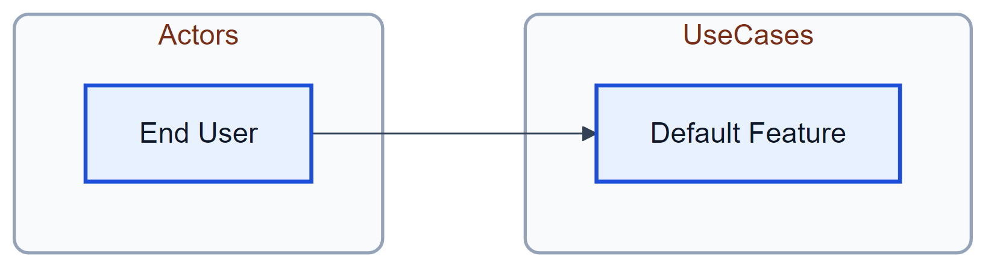 Actors
UseCases
End User
Default Feature